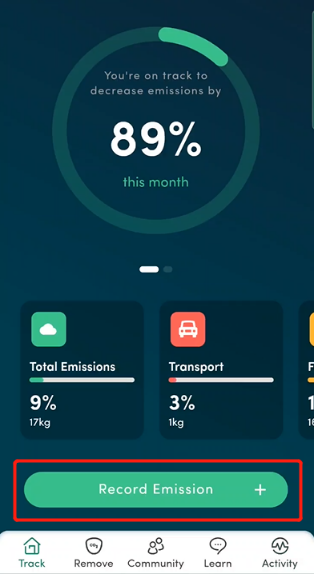 You're on track to
decrease emissions by
89%
this month
Total Emissions
9%
17kg
Transport
3%
1kg
Record Emission +
Track
Remove
Community
Learn
Activity